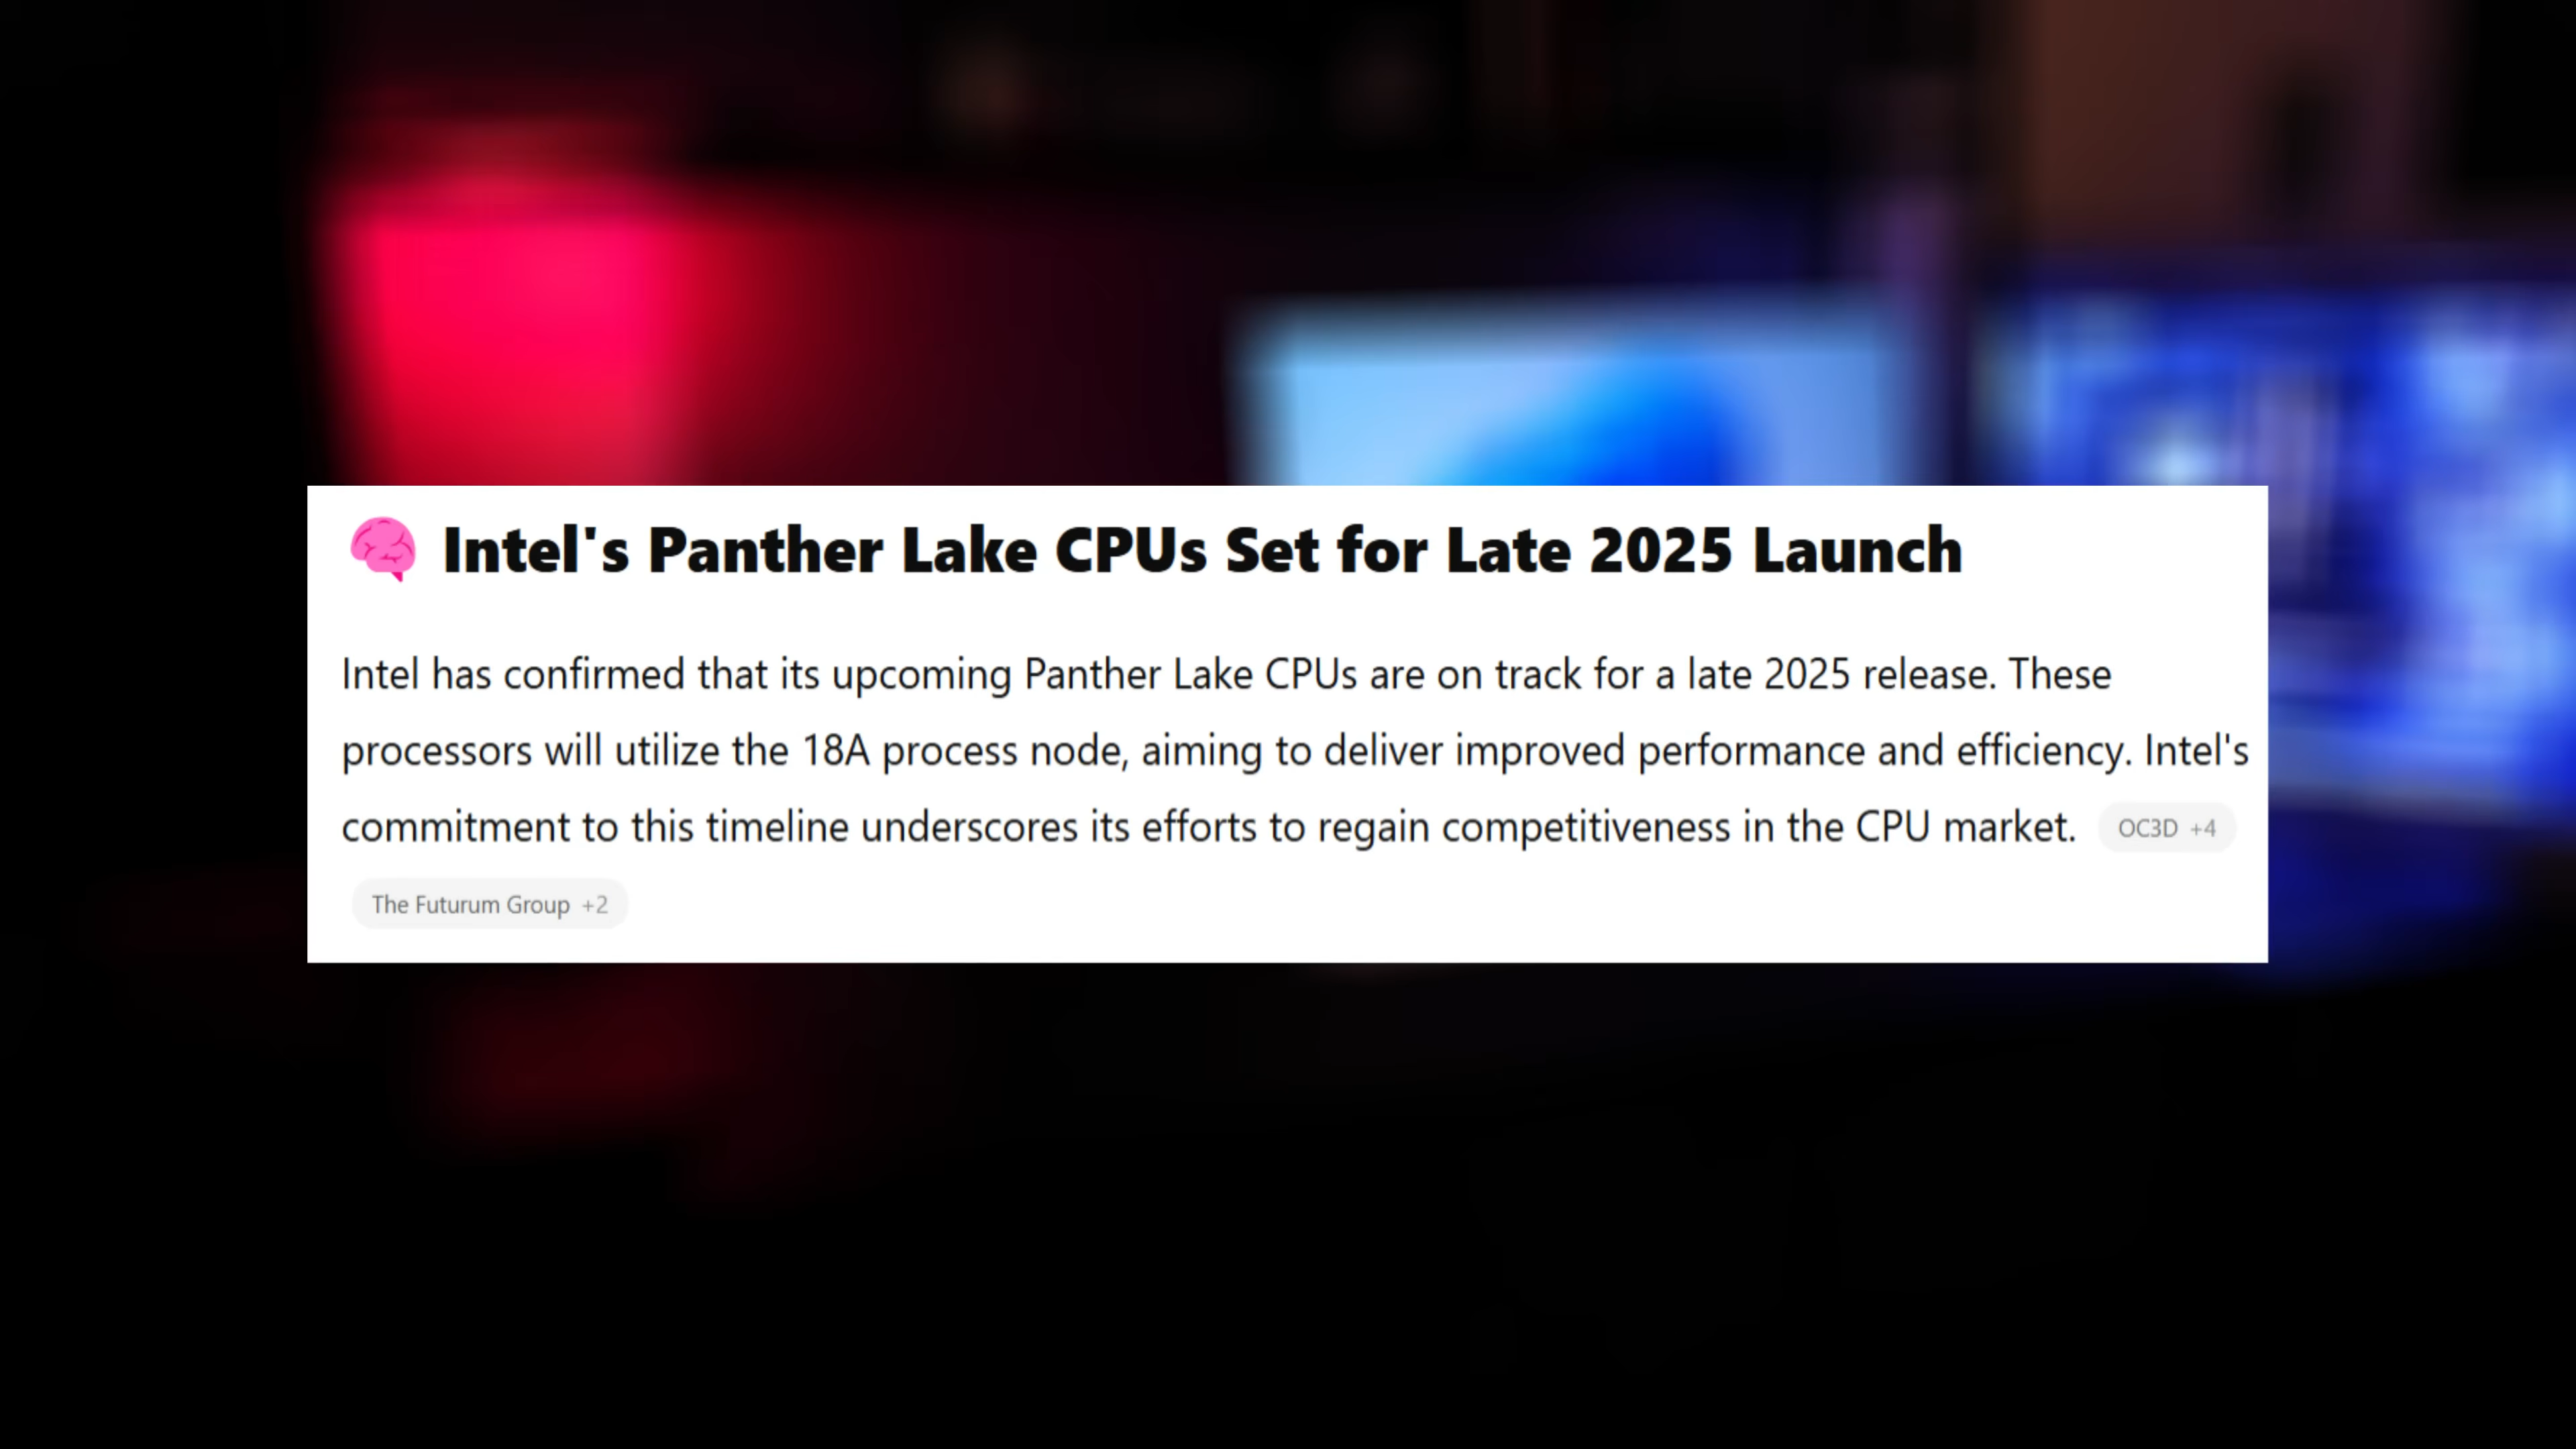 🧠 Intel's Panther Lake CPUs Set for Late 2025 Launch
Intel has confirmed that its upcoming Panther Lake CPUs are on track for a late 2025 release. These
processors will utilize the 18A process node, aiming to deliver improved performance and efficiency. Intel's
commitment to this timeline underscores its efforts to regain competitiveness in the CPU market. OC3D +4
The Futurum Group +2